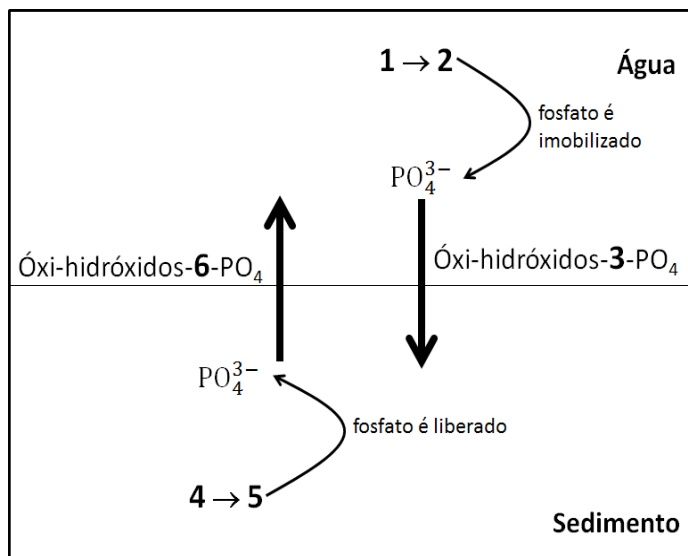 1 → 2
Água
fosfato é
imobilizado
PO₄³⁻
Óxi-hidróxidos-6-PO₄
Óxi-hidróxidos-3-PO₄
PO₄³⁻
fosfato é liberado
4 → 5
Sedimento